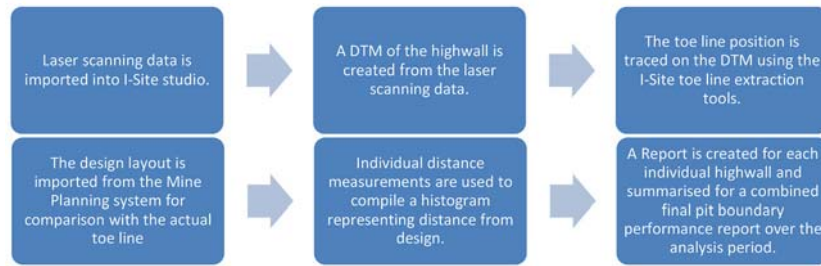 Laser scanning data is
imported into I-Site studio.
A DTM of the highwall is
created from the laser
scanning data.
The toe line position is
traced on the DTM using the
I-Site toe line extraction
tools.
The design layout is
imported from the Mine
Planning system for
comparison with the actual
toe line
Individual distance
measurements are used to
compile a histogram
representing distance from
design.
A Report is created for each
individual highwall and
summarised for a combined
final pit boundary
performance report over the
analysis period.